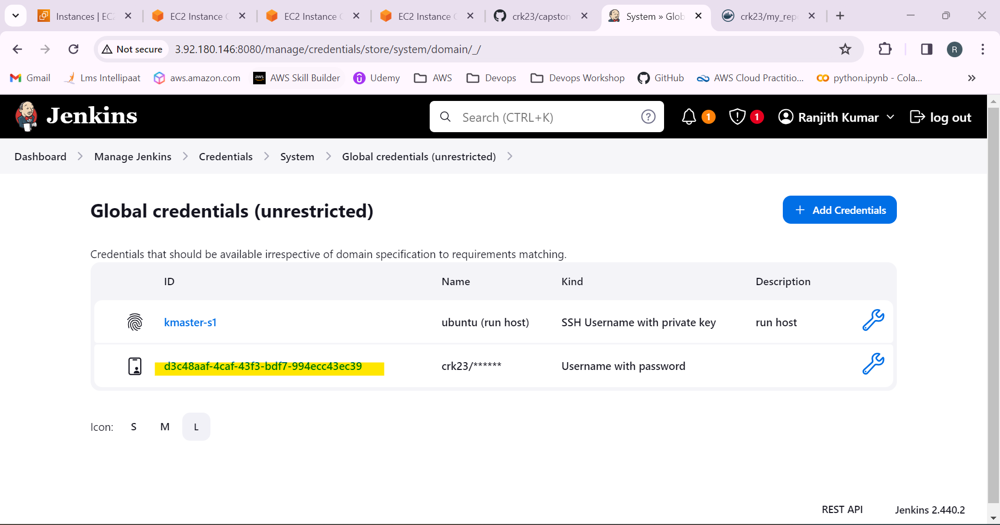 Instances | EC2
EC2 Instance C
EC2 Instance C
EC2 Instance C
crk23/capston
System » Glob
crk23/my_rep
Not secure
3.92.180.146:8080/manage/credentials/store/system/domain/_/
R
Gmail
Lms Intellipaat
aws.amazon.com
aws
AWS Skill Builder
Udemy
AWS
Devops
Devops Workshop
GitHub
AWS Cloud Practitio...
python.ipynb - Cola...
Jenkins
Search (CTRL+K)
1
1
Ranjith Kumar
log out
Dashboard
Manage Jenkins
Credentials
System
Global credentials (unrestricted)
Global credentials (unrestricted)
+ Add Credentials
Credentials that should be available irrespective of domain specification to requirements matching.
ID Name Kind Description
kmaster-s1 ubuntu (run host) SSH Username with private key run host
d3c48aaf-4caf-43f3-bdf7-994ecc43ec39 crk23/****** Username with password
Icon: S M L
REST API Jenkins 2.440.2